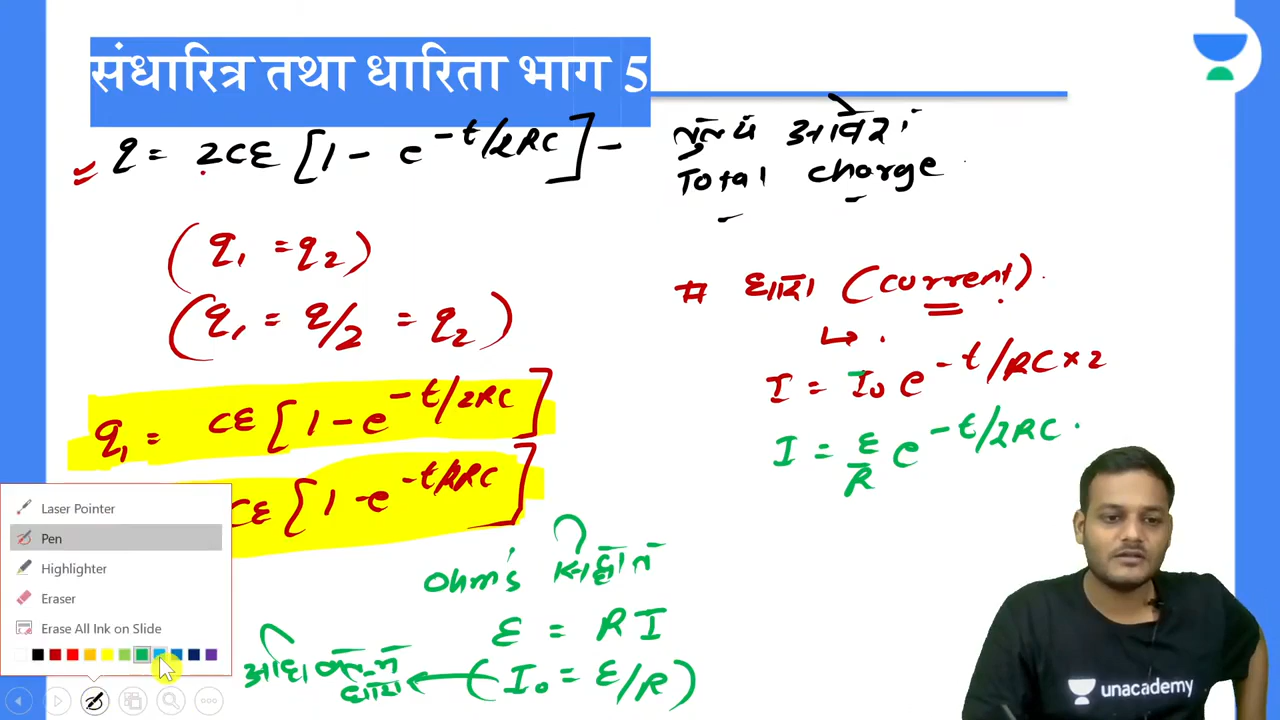 संधारित्र तथा धारिता भाग 5
q = 2CE [1 - e^-t/2RC] -
तुल्य आवेश
Total charge
(q1 = q2)
(q1 = q/2 = q2)
# धारा (current).
I = I0 e^-t/RC×2
I = E/R e^-t/2RC.
q1 = CE [1 - e^-t/2RC]
CE [1 - e^-t/2RC]
Ohm's सिद्धांत
E = RI
(I0 = E/R)
धारा
Laser Pointer
Pen
Highlighter
Eraser
Erase All Ink on Slide
unacademy